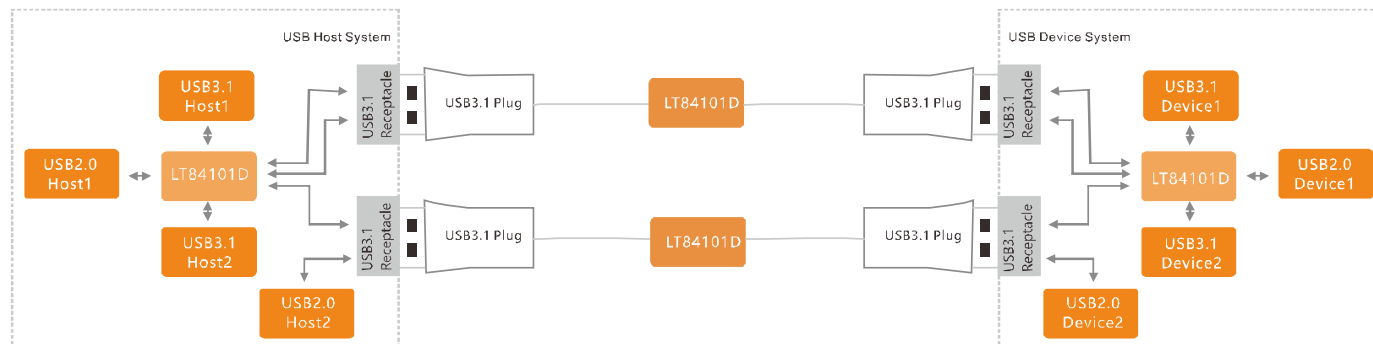 USB Host System
USB Device System
USB3.1
Host1
USB2.0
Host1
LT84101D
USB3.1
Host2
USB2.0
Host2
USB3.1
Receptacle
USB3.1 Plug
LT84101D
USB3.1 Plug
USB3.1
Receptacle
USB3.1
Receptacle
USB3.1 Plug
LT84101D
USB3.1 Plug
USB3.1
Receptacle
USB3.1
Device1
LT84101D
USB2.0
Device1
USB3.1
Device2
USB2.0
Device2